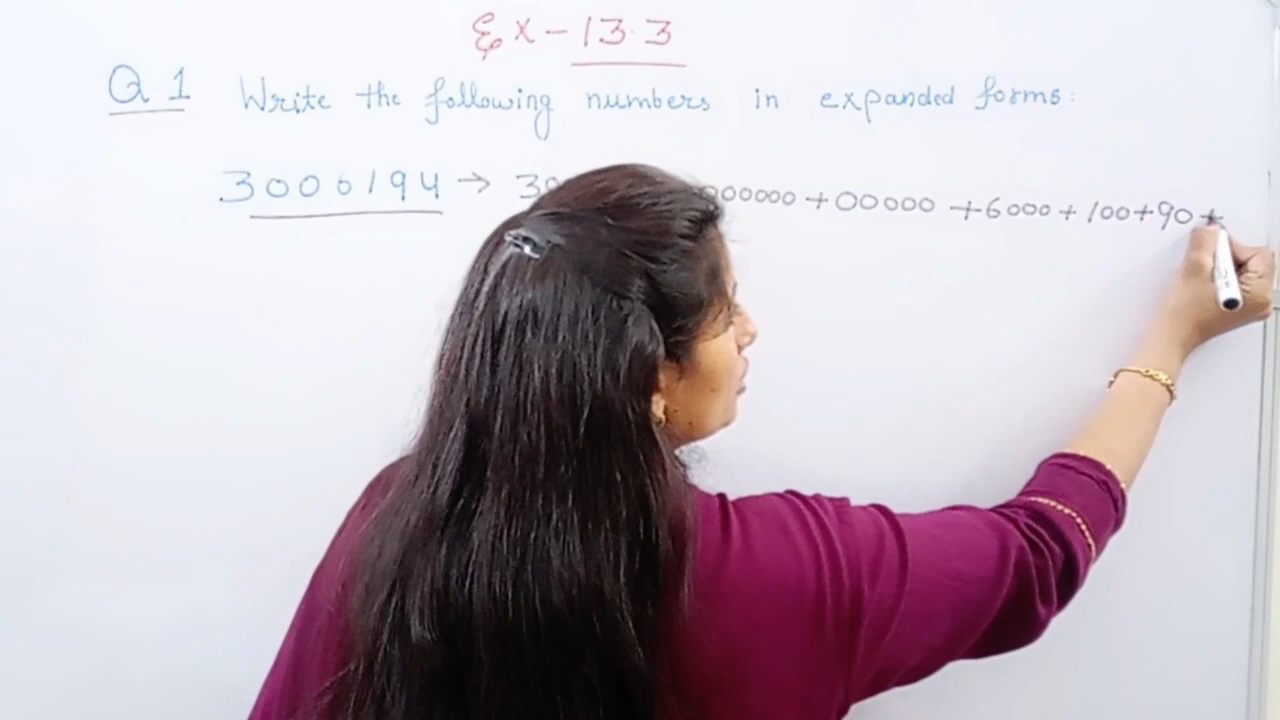 Ex - 13.3
Q.1 Write the following numbers in expanded forms:
3006194 → 30 000000 + 00000 + 6000 + 100 + 90 +